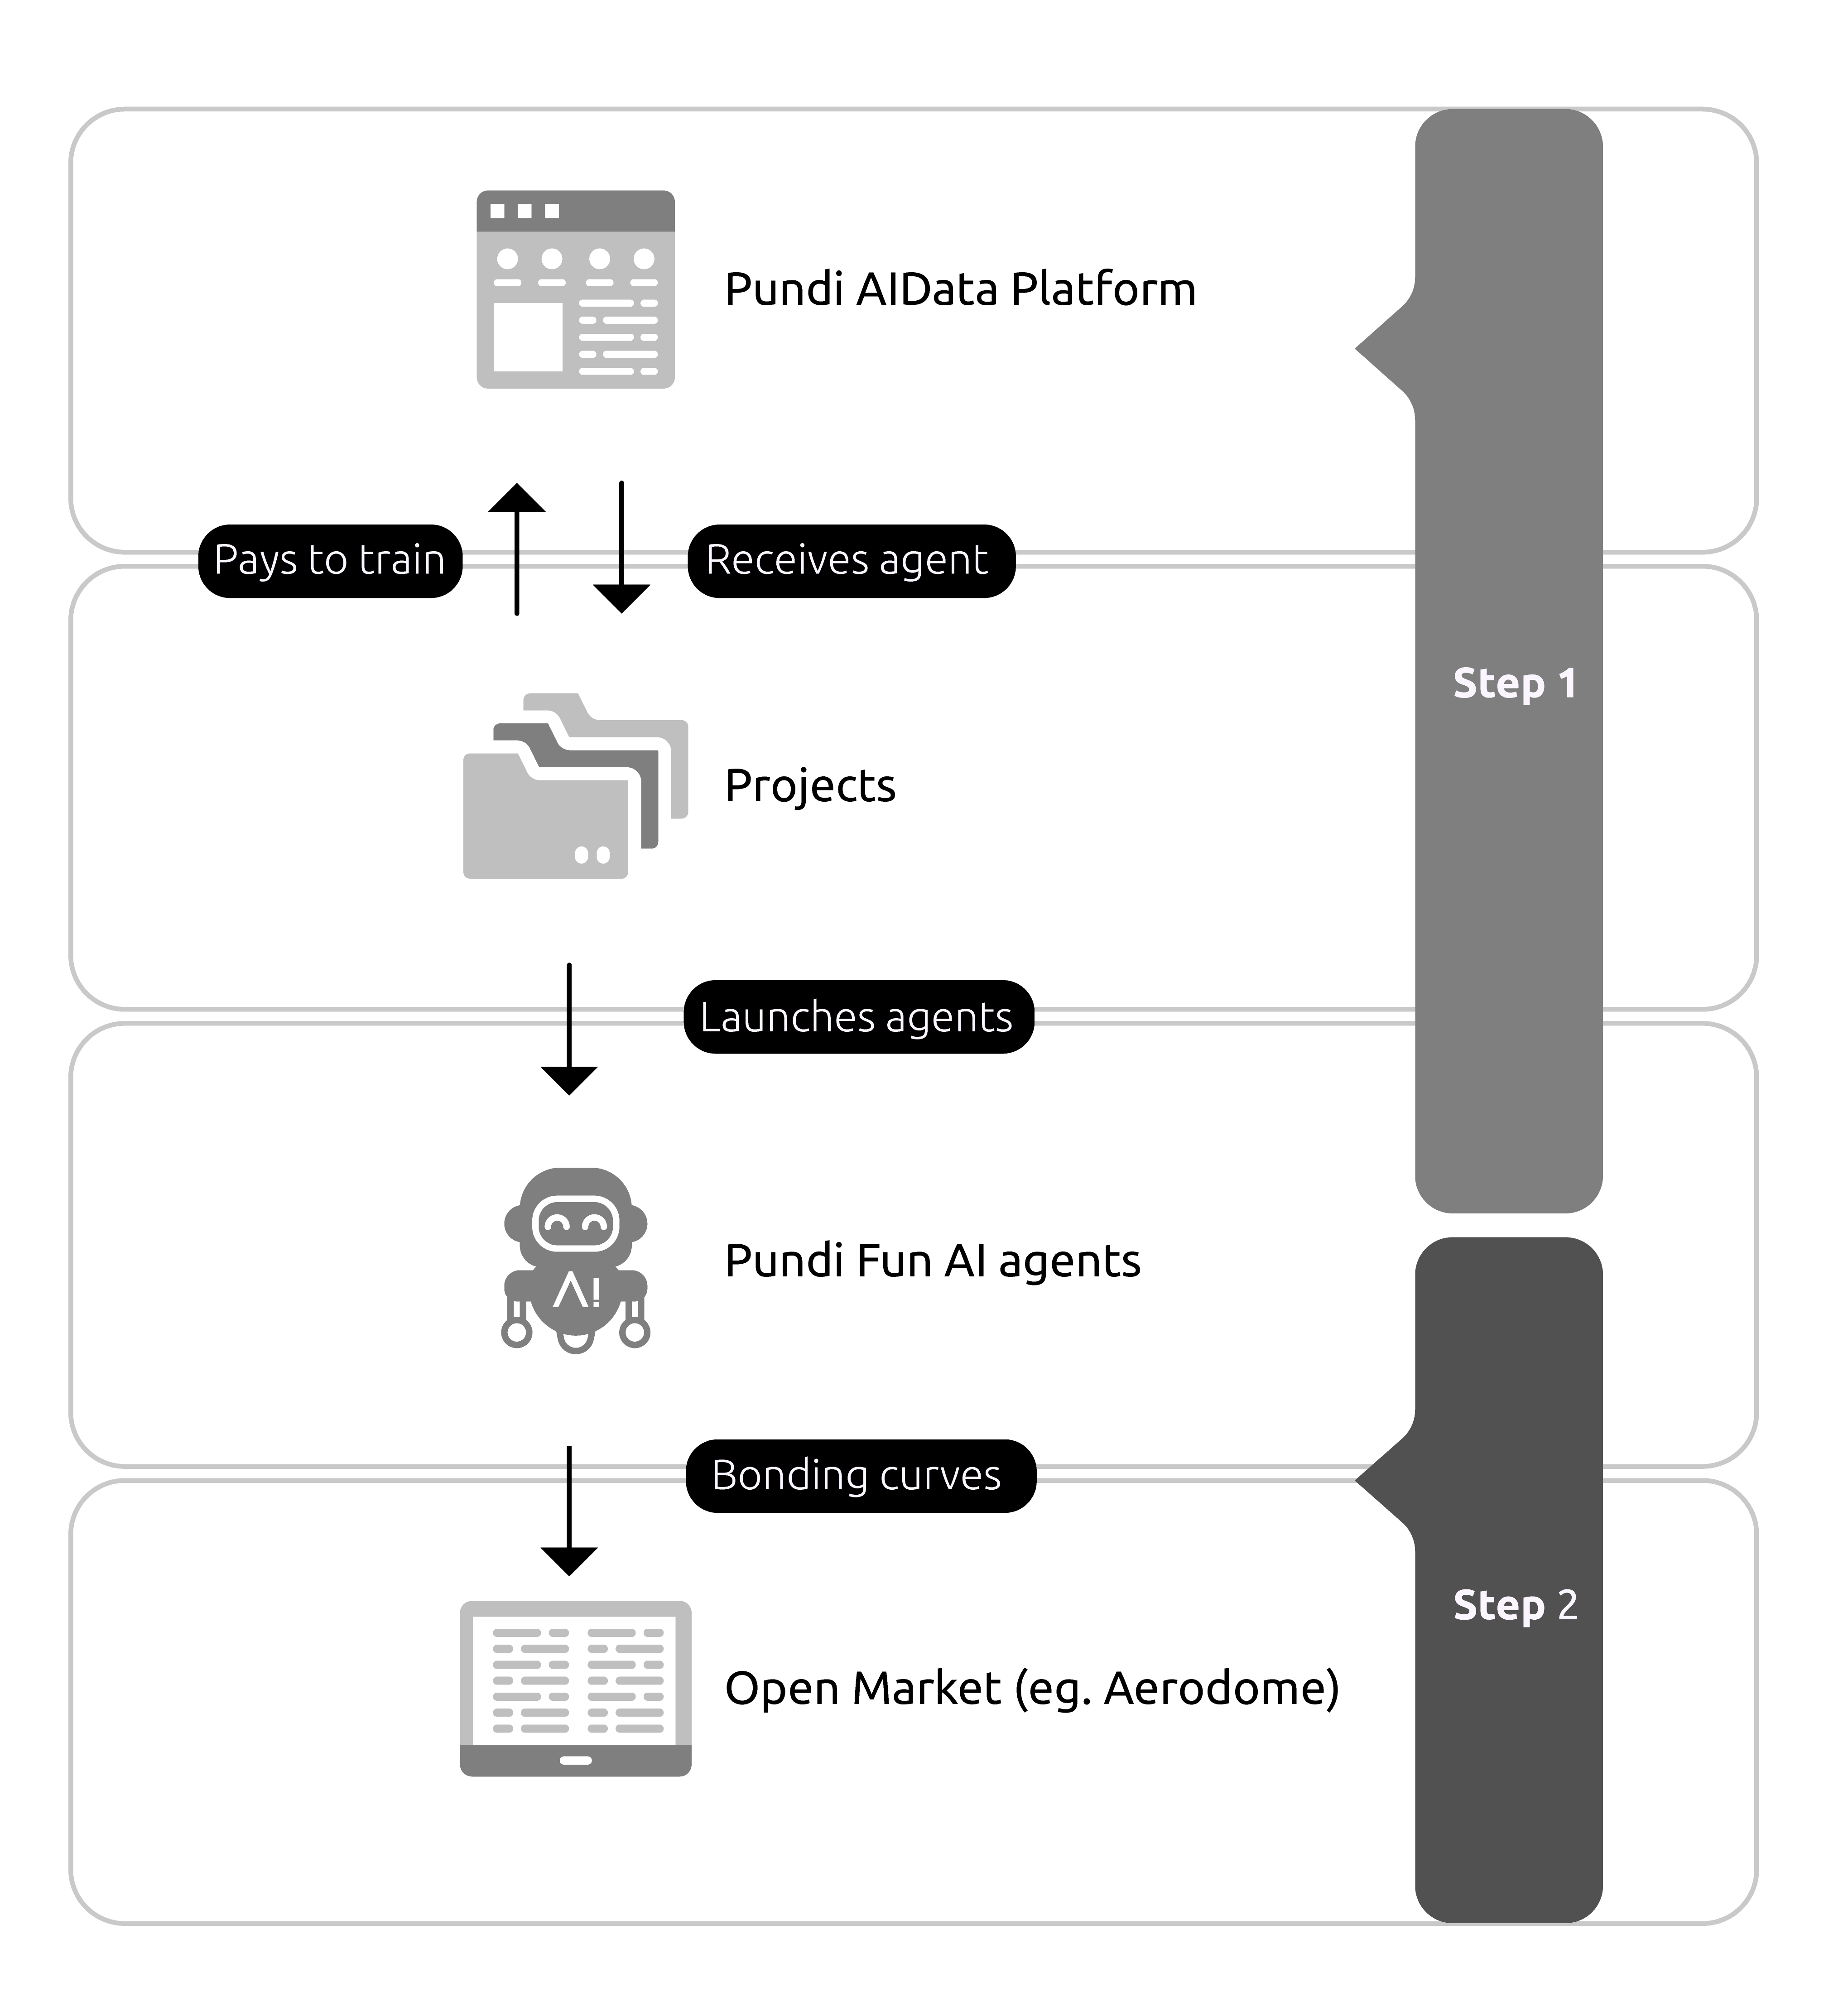 Pundi AIData Platform
Pays to train
Receives agent
Step 1
Projects
Launches agents
Pundi Fun AI agents
Bonding curves
Step 2
Open Market (eg. Aerodome)